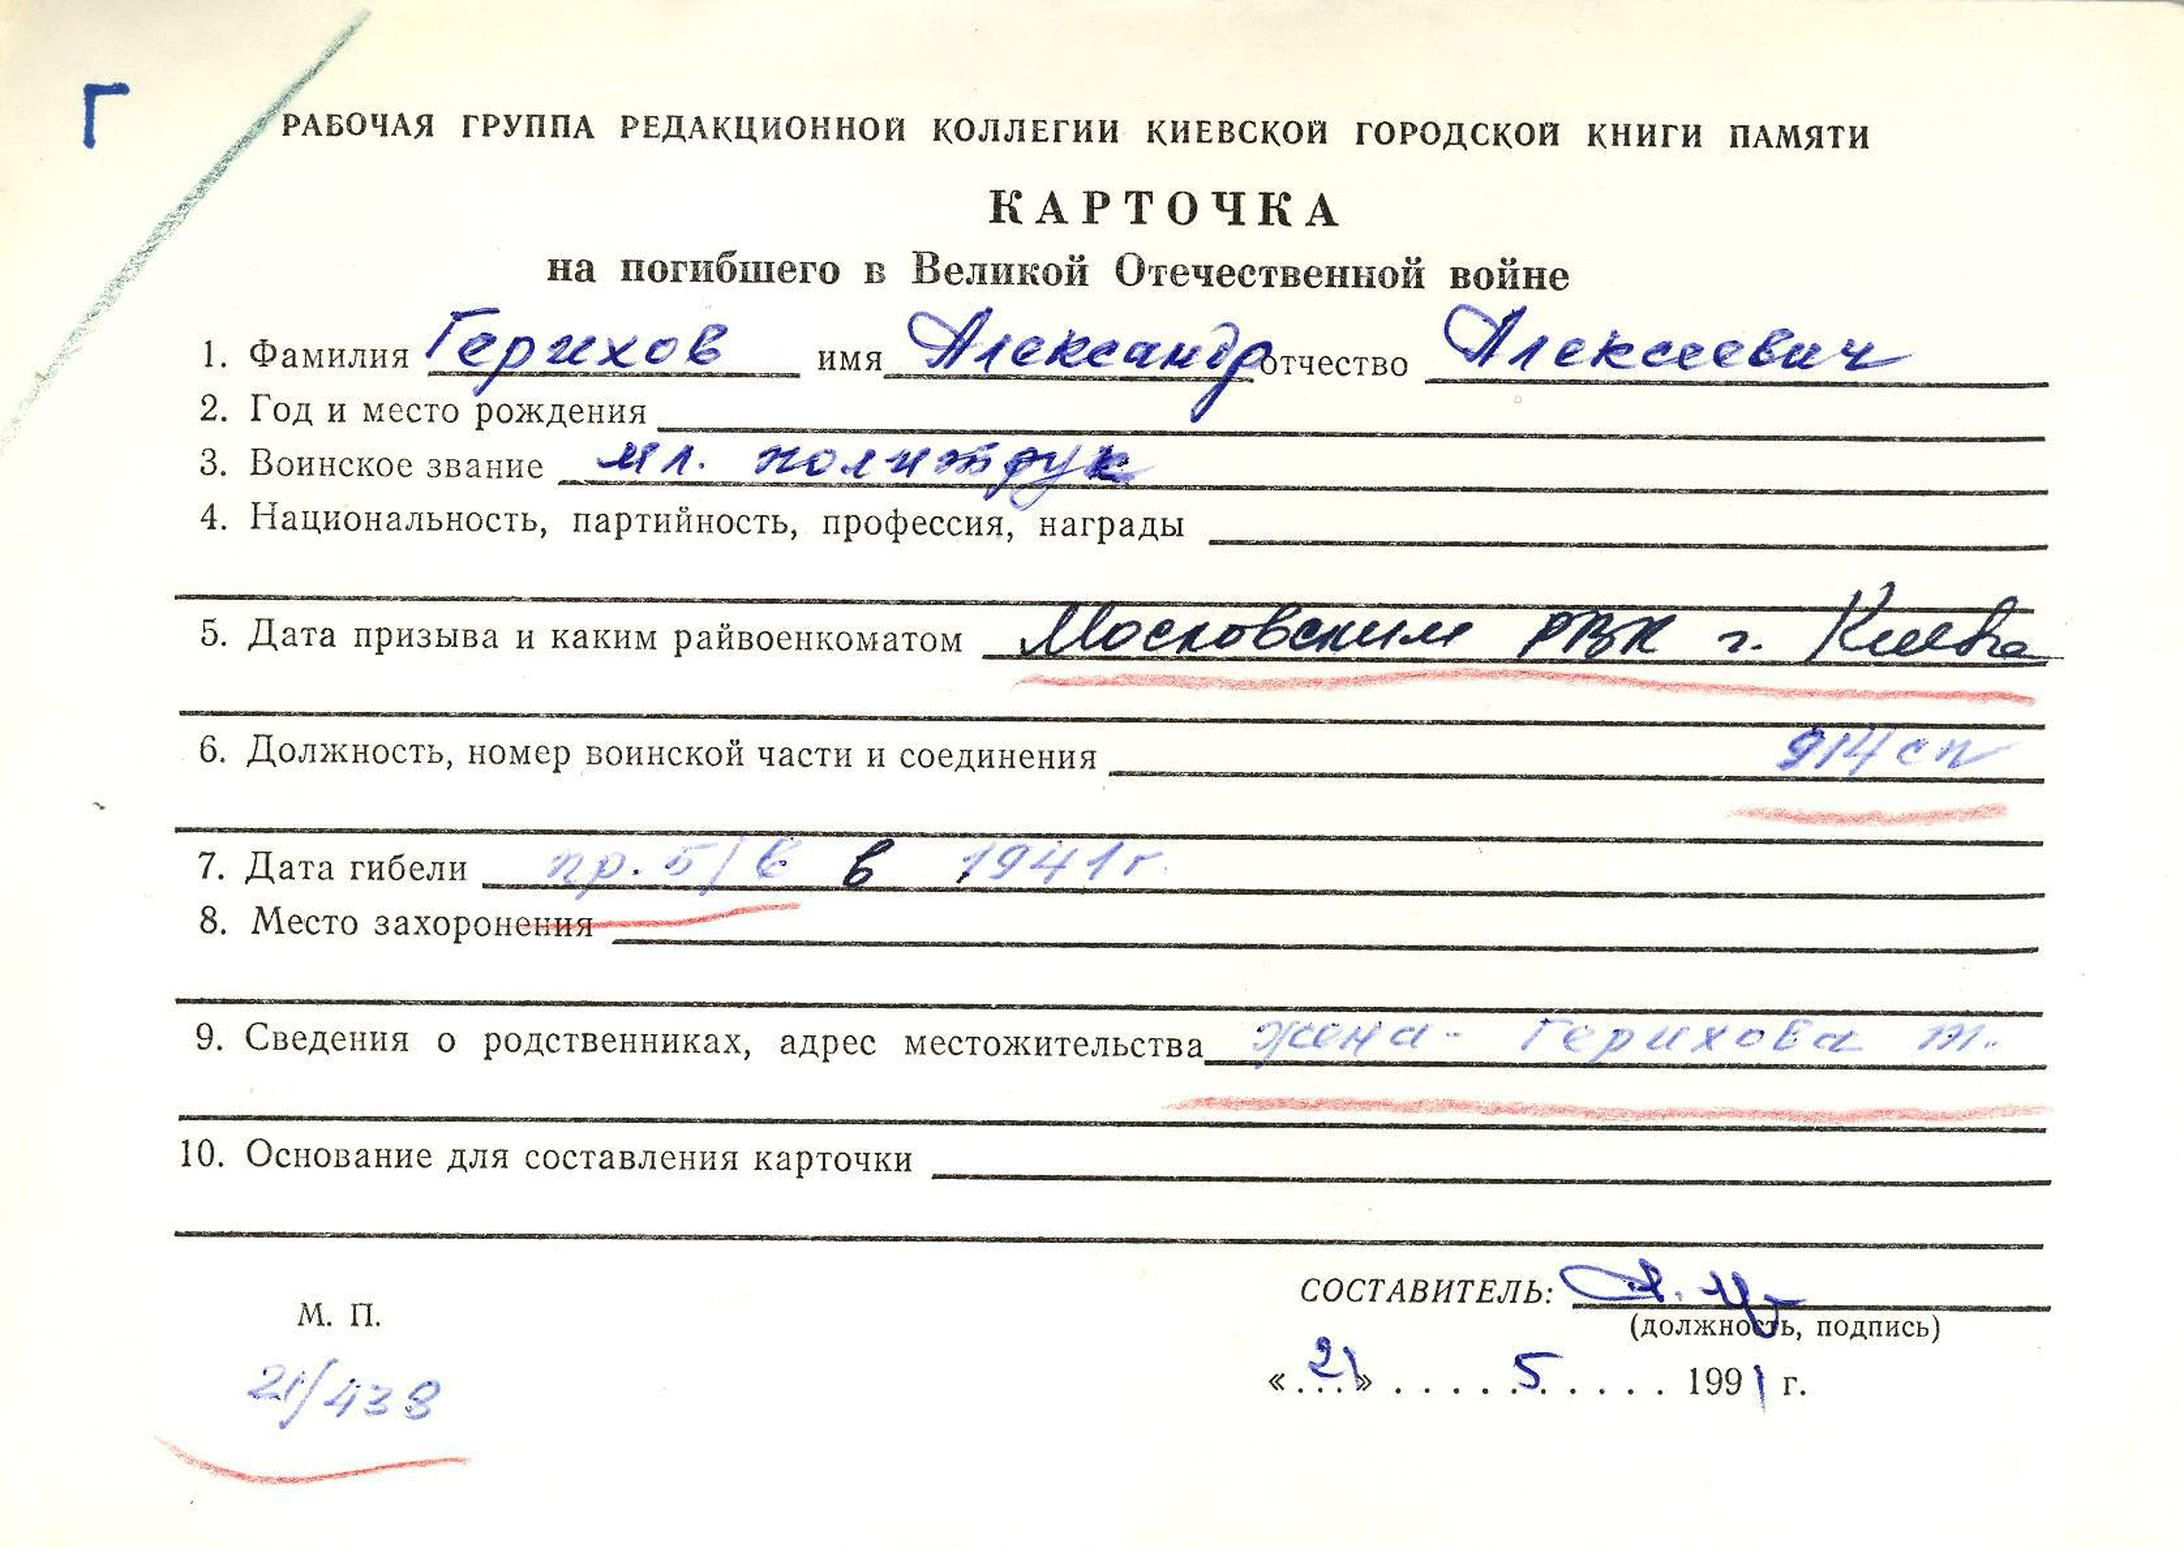 Г
РАБОЧАЯ ГРУППА РЕДАКЦИОННОЙ КОЛЛЕГИИ КИЕВСКОЙ ГОРОДСКОЙ КНИГИ ПАМЯТИ
КАРТОЧКА
на погибшего в Великой Отечественной войне
1. Фамилия Герихов имя Александр отчество Алексеевич
2. Год и место рождения
3. Воинское звание мл. политрук
4. Национальность, партийность, профессия, награды
5. Дата призыва и каким райвоенкоматом Московским РВК г. Киева
6. Должность, номер воинской части и соединения 914 сп
7. Дата гибели пр. б/в в 1941 г.
8. Место захоронения
9. Сведения о родственниках, адрес местожительства жена - Герихова т.
10. Основание для составления карточки
СОСТАВИТЕЛЬ:
М. П.
(должность, подпись)
«21» 5 1991 г.
21/438